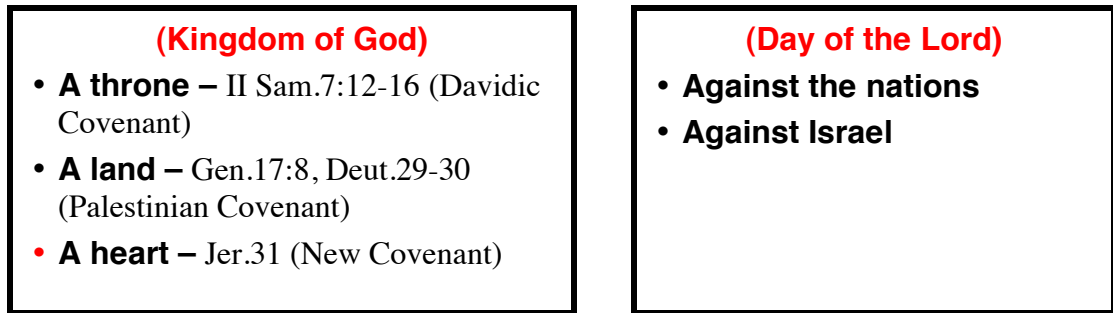 (Kingdom of God)
• A throne – II Sam.7:12-16 (Davidic
Covenant)
• A land – Gen.17:8, Deut.29-30
(Palestinian Covenant)
• A heart – Jer.31 (New Covenant)
(Day of the Lord)
• Against the nations
• Against Israel